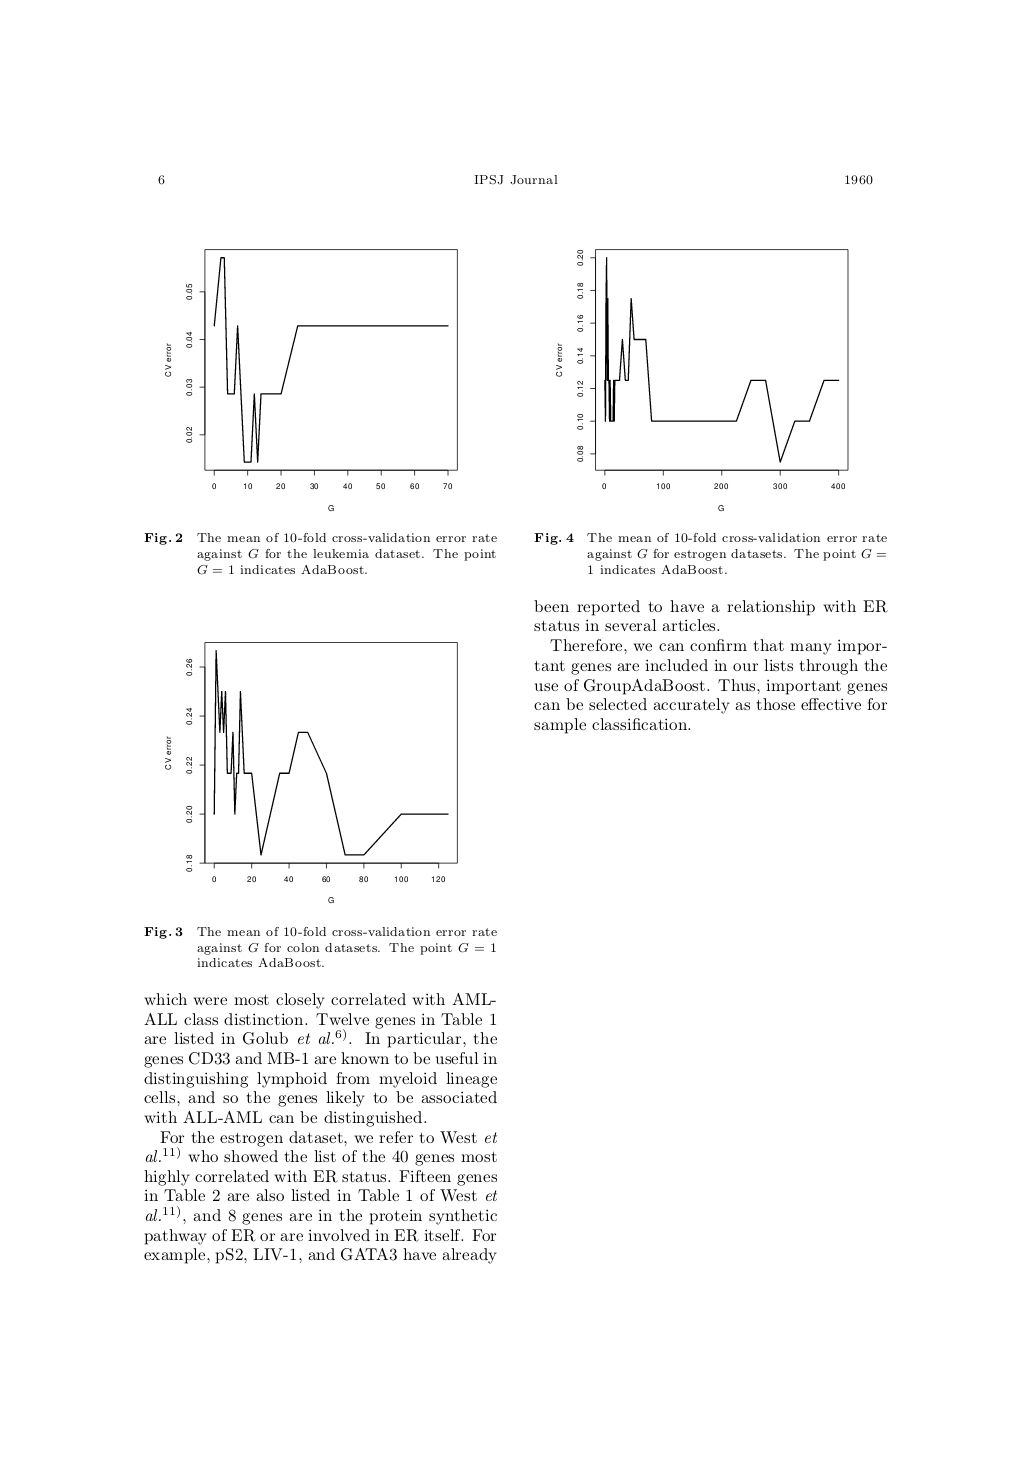 6
IPSJ Journal
1960
0.05
0.04
0.03
0.02
CV error
0
10
20
30
40
50
60
70
G
Fig. 2 The mean of 10-fold cross-validation error rate
against G for the leukemia dataset. The point
G = 1 indicates AdaBoost.
0.26
0.24
0.22
0.20
0.18
CV error
0
20
40
60
80
100
120
G
Fig. 3 The mean of 10-fold cross-validation error rate
against G for colon datasets. The point G = 1
indicates AdaBoost.
which were most closely correlated with AML-
ALL class distinction. Twelve genes in Table 1
are listed in Golub et al.6). In particular, the
genes CD33 and MB-1 are known to be useful in
distinguishing lymphoid from myeloid lineage
cells, and so the genes likely to be associated
with ALL-AML can be distinguished.
For the estrogen dataset, we refer to West et
al.11) who showed the list of the 40 genes most
highly correlated with ER status. Fifteen genes
in Table 2 are also listed in Table 1 of West et
al.11), and 8 genes are in the protein synthetic
pathway of ER or are involved in ER itself. For
example, pS2, LIV-1, and GATA3 have already
0.20
0.18
0.16
0.14
0.12
0.10
0.08
CV error
0
100
200
300
400
G
Fig. 4 The mean of 10-fold cross-validation error rate
against G for estrogen datasets. The point G =
1 indicates AdaBoost.
been reported to have a relationship with ER
status in several articles.
Therefore, we can confirm that many impor-
tant genes are included in our lists through the
use of GroupAdaBoost. Thus, important genes
can be selected accurately as those effective for
sample classification.